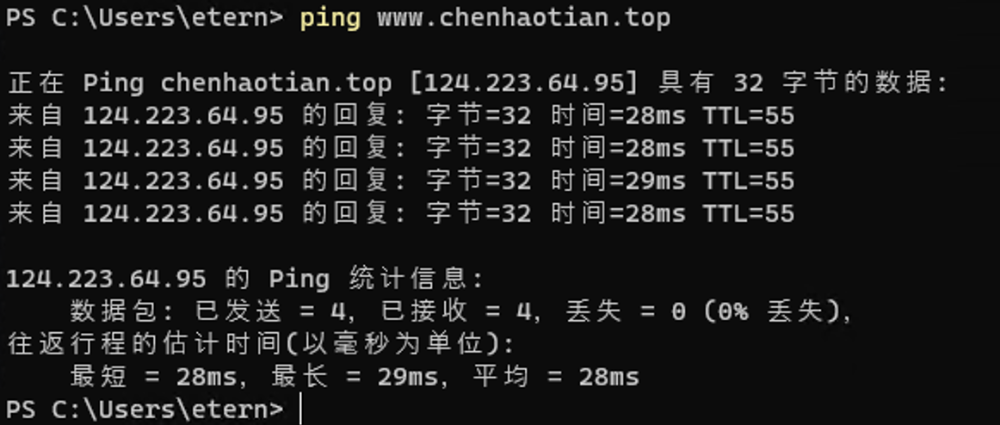 PS C:\Users\etern> ping www.chenhaotian.top
正在 Ping chenhaotian.top [124.223.64.95] 具有 32 字节的数据:
来自 124.223.64.95 的回复: 字节=32 时间=28ms TTL=55
来自 124.223.64.95 的回复: 字节=32 时间=28ms TTL=55
来自 124.223.64.95 的回复: 字节=32 时间=29ms TTL=55
来自 124.223.64.95 的回复: 字节=32 时间=28ms TTL=55
124.223.64.95 的 Ping 统计信息:
数据包: 已发送 = 4, 已接收 = 4, 丢失 = 0 (0% 丢失),
往返行程的估计时间(以毫秒为单位):
最短 = 28ms, 最长 = 29ms, 平均 = 28ms
PS C:\Users\etern>